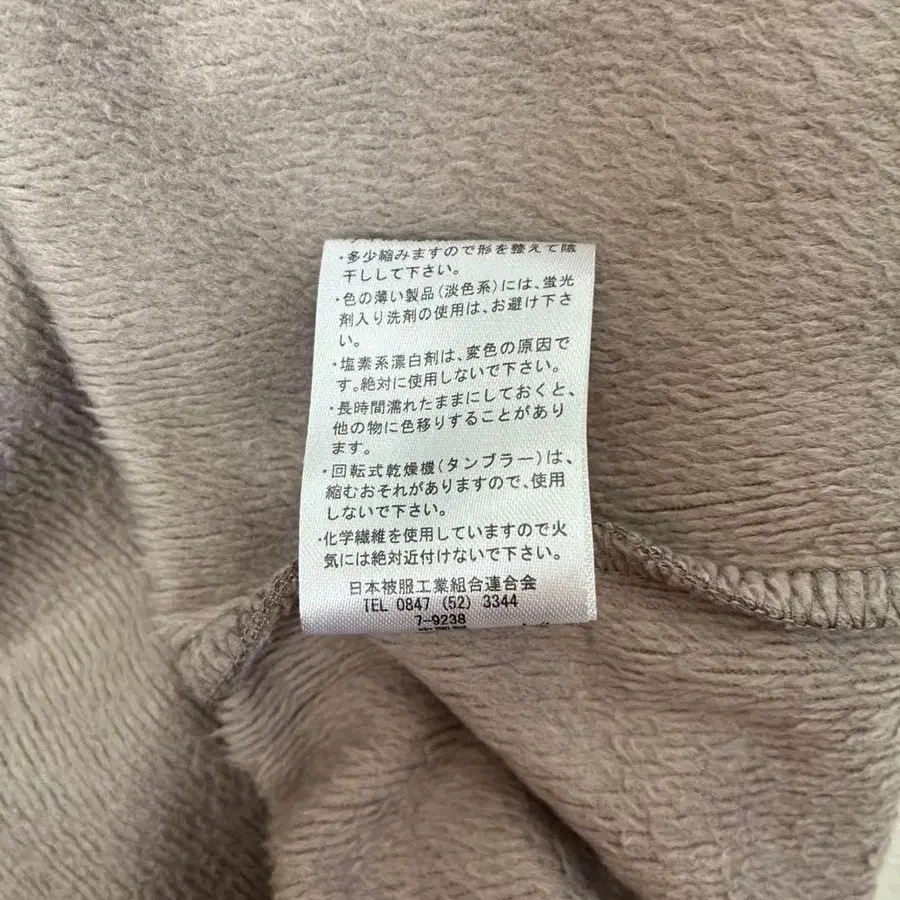 ・多少縮みますので形を整えて陰
干しして下さい。
・色の薄い製品(淡色系)には、蛍光
剤入り洗剤の使用は、お避け下さ
い。
・塩素系漂白剤は、変色の原因で
す。絶対に使用しないで下さい。
・長時間濡れたままにしておくと、
他の物に色移りすることがあり
ます。
・回転式乾燥機(タンブラー)は、
縮むおそれがありますので、使用
しないで下さい。
・化学繊維を使用していますので火
気には絶対近付けないで下さい。
日本被服工業組合連合会
TEL 0847 (52) 3344
7-9238